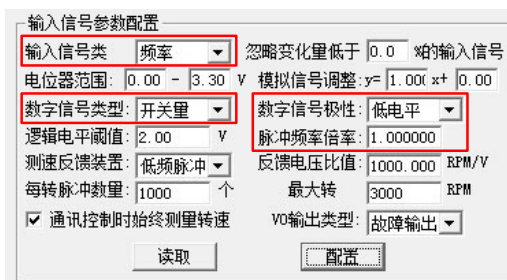 输入信号参数配置
输入信号类 频率 忽略变化量低于 0.0 %的输入信号
电位器范围: 0.00 - 3.30 V 模拟信号调整:y= 1.00( x+ 0.00
数字信号类型: 开关量 数字信号极性: 低电平
逻辑电平阈值: 2.00 V 脉冲频率倍率: 1.000000
测速反馈装置: 低频脉冲 反馈电压比值: 1000.000 RPM/V
每转脉冲数量: 1000 个 最大转 3000 RPM
通讯控制时始终测量转速 VO输出类型: 故障输出
读取 配置